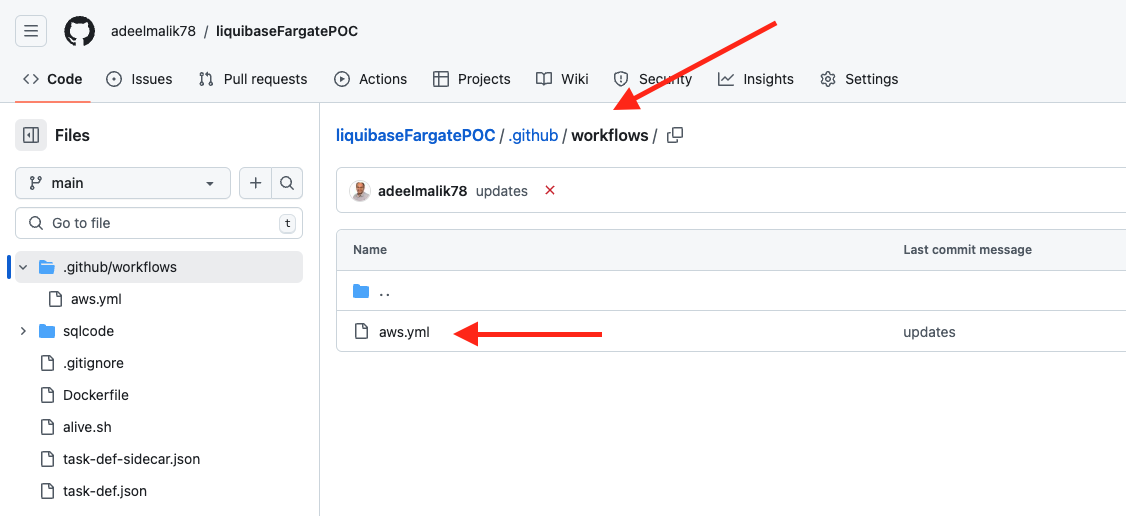 adeelmalik78 / liquibaseFargatePOC
Code Issues Pull requests Actions Projects Wiki Security Insights Settings
Files
main
Go to file t
.github/workflows
aws.yml
sqlcode
.gitignore
Dockerfile
alive.sh
task-def-sidecar.json
task-def.json
liquibaseFargatePOC / .github / workflows /
adeelmalik78 updates
Name Last commit message
..
aws.yml updates